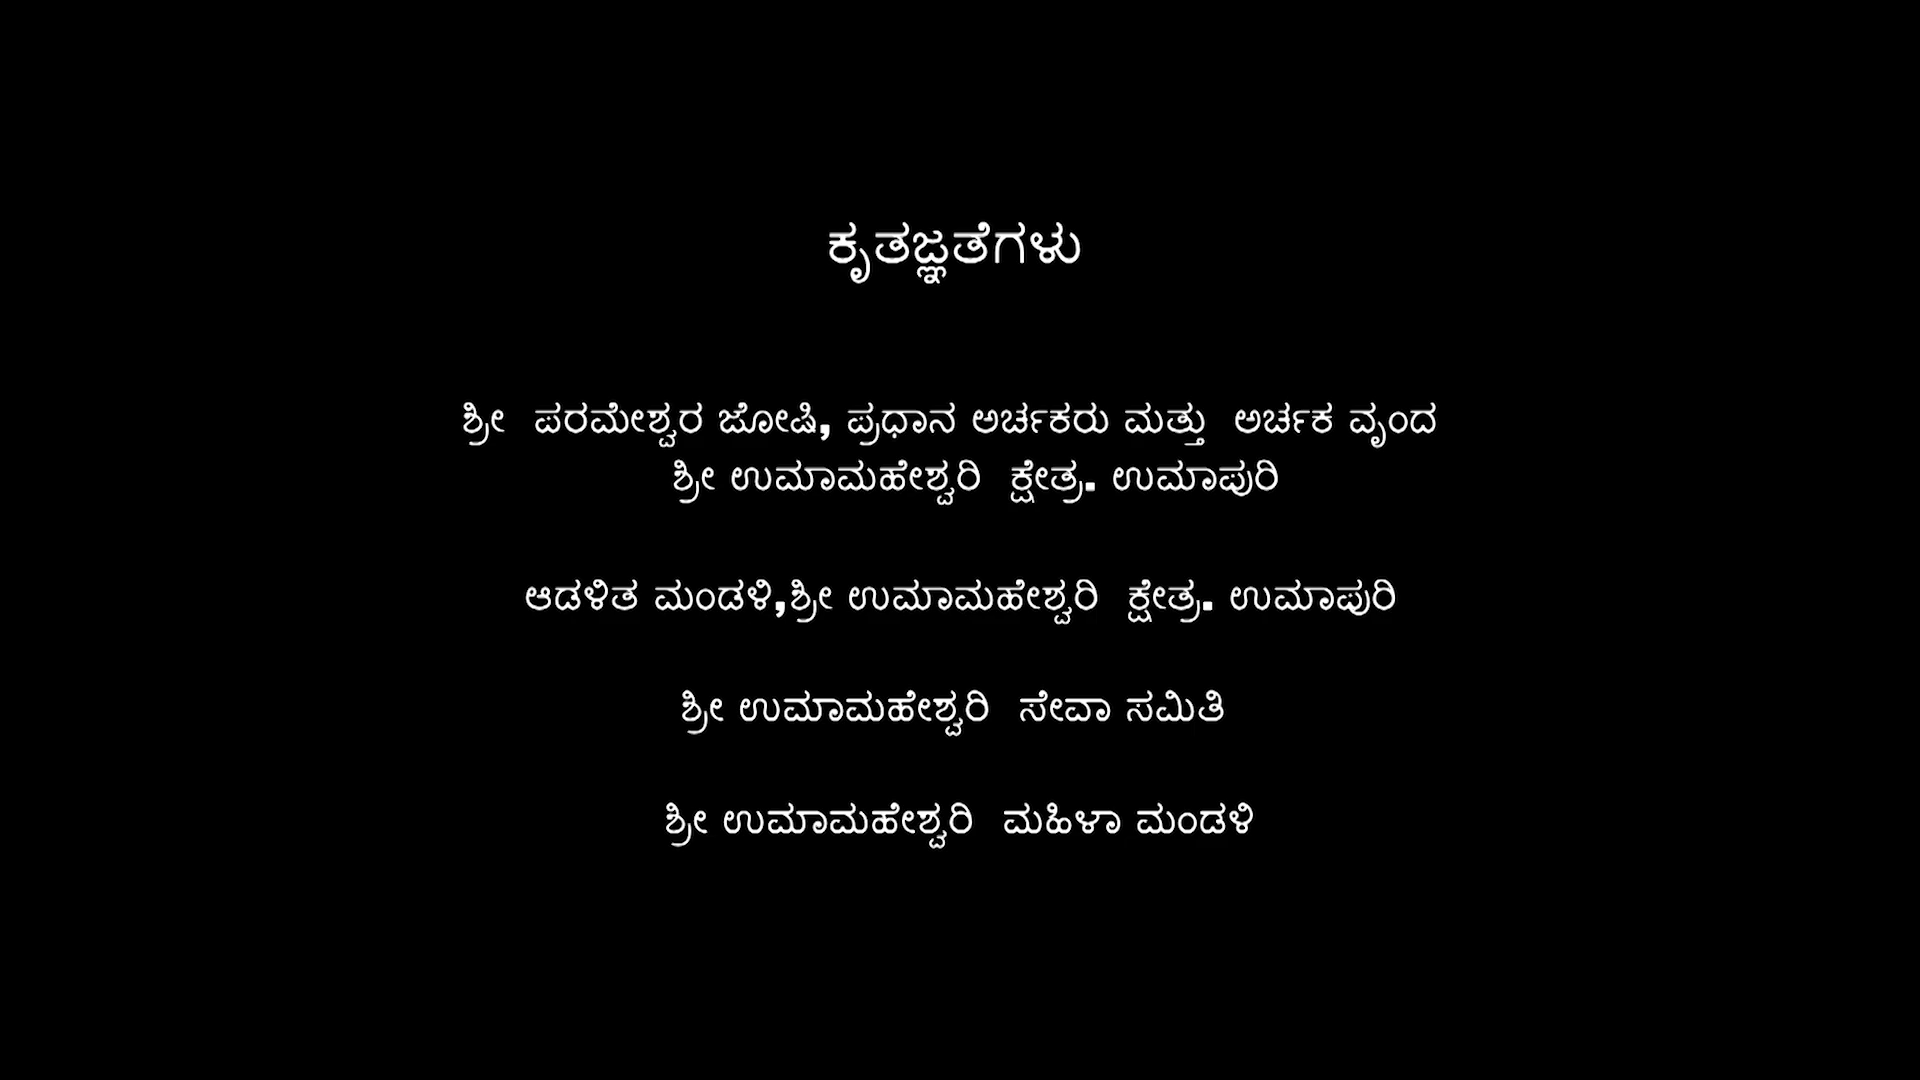 ಕೃತಜ್ಞತೆಗಳು
ಶ್ರೀ ಪರಮೇಶ್ವರ ಜೋಷಿ, ಪ್ರಧಾನ ಅರ್ಚಕರು ಮತ್ತು ಅರ್ಚಕ ವೃಂದ
ಶ್ರೀ ಉಮಾಮಹೇಶ್ವರಿ ಕ್ಷೇತ್ರ. ಉಮಾಪುರಿ
ಆಡಳಿತ ಮಂಡಳಿ,ಶ್ರೀ ಉಮಾಮಹೇಶ್ವರಿ ಕ್ಷೇತ್ರ. ಉಮಾಪುರಿ
ಶ್ರೀ ಉಮಾಮಹೇಶ್ವರಿ ಸೇವಾ ಸಮಿತಿ
ಶ್ರೀ ಉಮಾಮಹೇಶ್ವರಿ ಮಹಿಳಾ ಮಂಡಳಿ